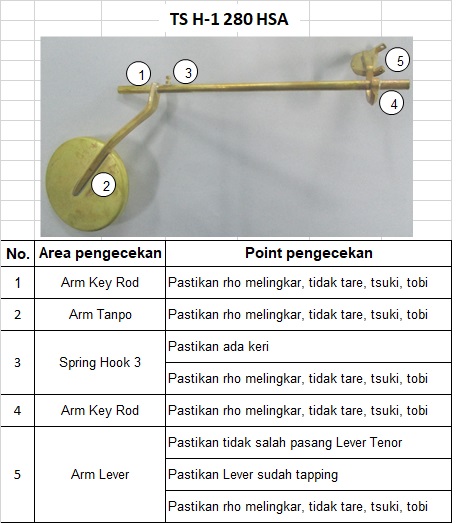 TS H-1 280 HSA
1
3
5
4
2
No. Area pengecekan Point pengecekan
1 Arm Key Rod Pastikan rho melingkar, tidak tare, tsuki, tobi
2 Arm Tanpo Pastikan rho melingkar, tidak tare, tsuki, tobi
3 Spring Hook 3 Pastikan ada keri
Pastikan rho melingkar, tidak tare, tsuki, tobi
4 Arm Key Rod Pastikan rho melingkar, tidak tare, tsuki, tobi
5 Arm Lever Pastikan tidak salah pasang Lever Tenor
Pastikan Lever sudah tapping
Pastikan rho melingkar, tidak tare, tsuki, tobi